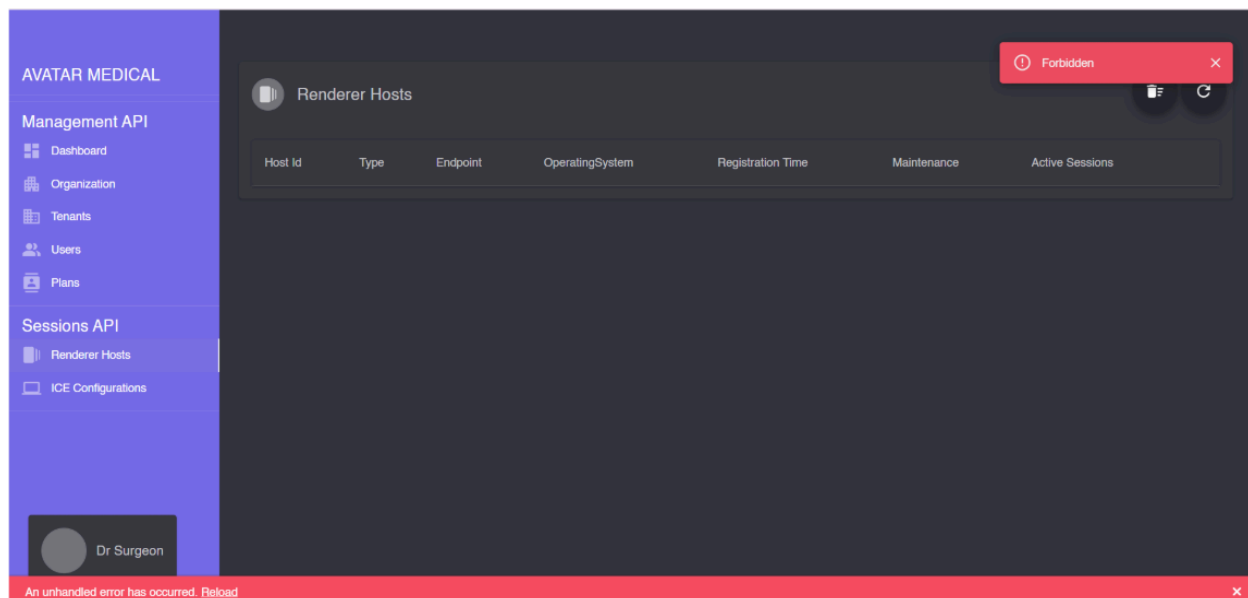 AVATAR MEDICAL
Management API
Dashboard
Organization
Tenants
Users
Plans
Sessions API
Renderer Hosts
ICE Configurations
Dr Surgeon
Forbidden
Renderer Hosts
Host Id Type Endpoint OperatingSystem Registration Time Maintenance Active Sessions
An unhandled error has occurred. Reload